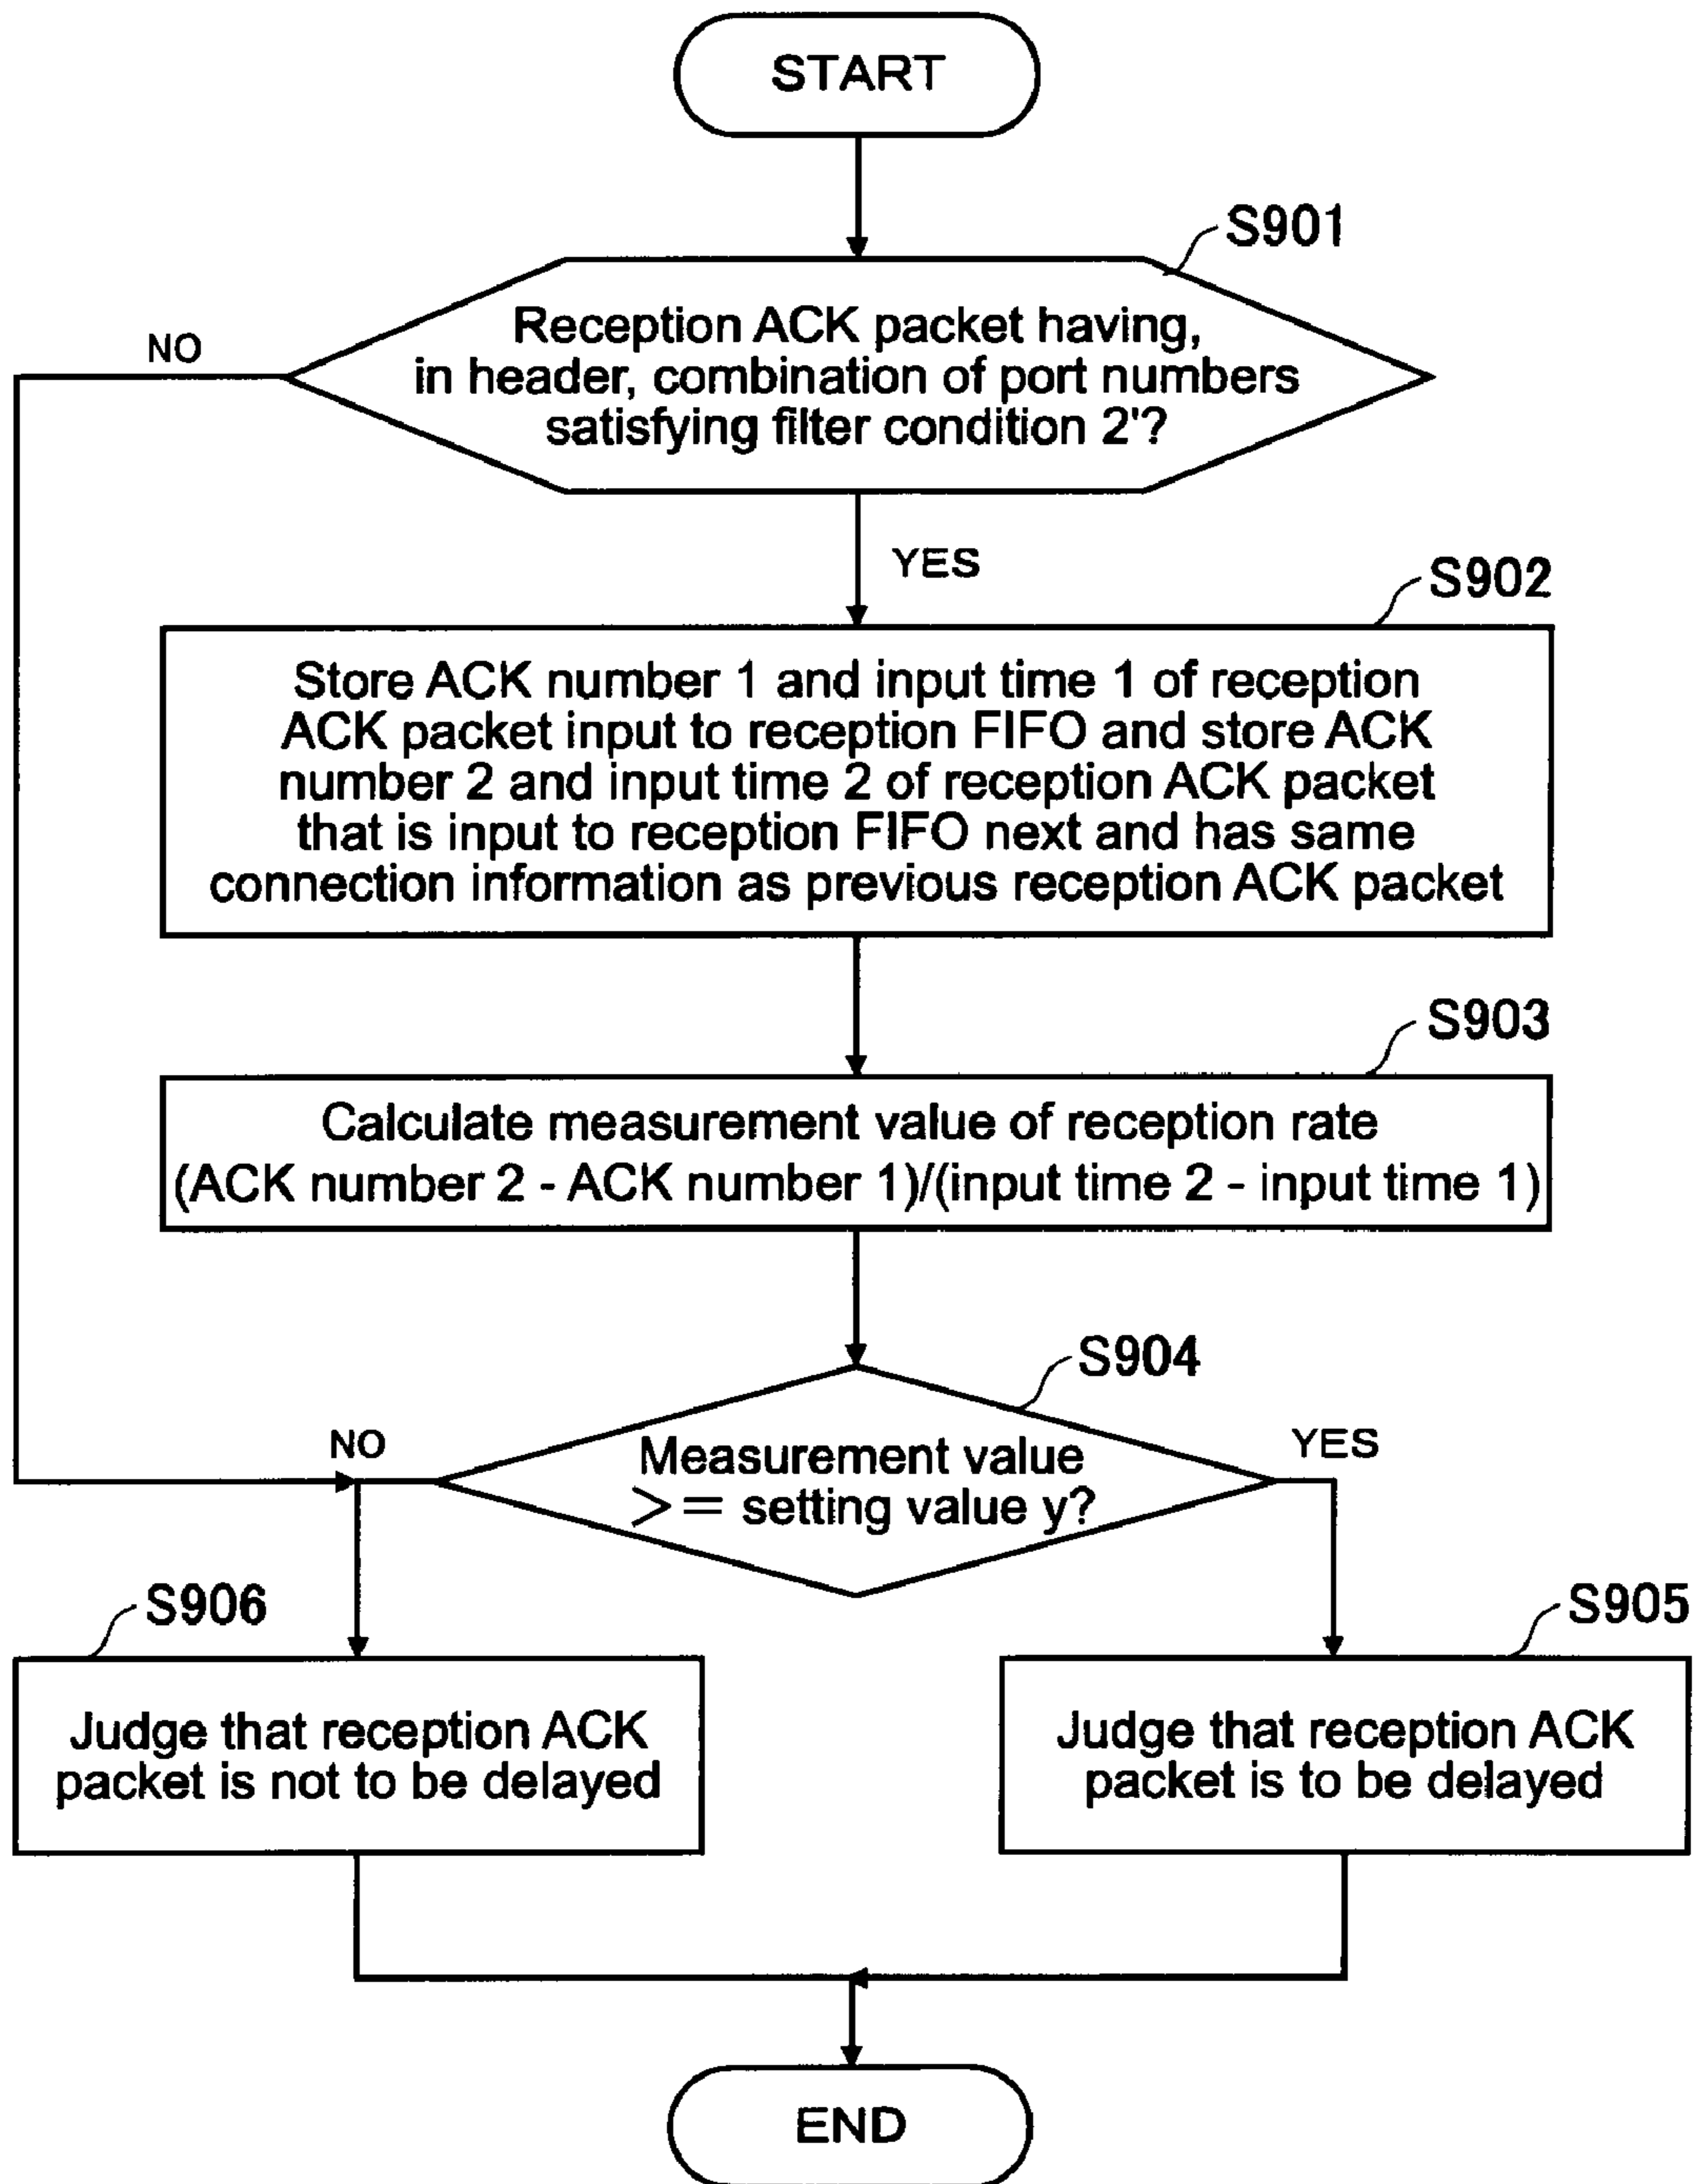 START
S901
Reception ACK packet having,
in header, combination of port numbers
satisfying filter condition 2'?
NO
YES
S902
Store ACK number 1 and input time 1 of reception
ACK packet input to reception FIFO and store ACK
number 2 and input time 2 of reception ACK packet
that is input to reception FIFO next and has same
connection information as previous reception ACK packet
S903
Calculate measurement value of reception rate
(ACK number 2 - ACK number 1)/(input time 2 - input time 1)
S904
NO
YES
Measurement value
>= setting value y?
S906
S905
Judge that reception ACK
packet is not to be delayed
Judge that reception ACK
packet is to be delayed
END